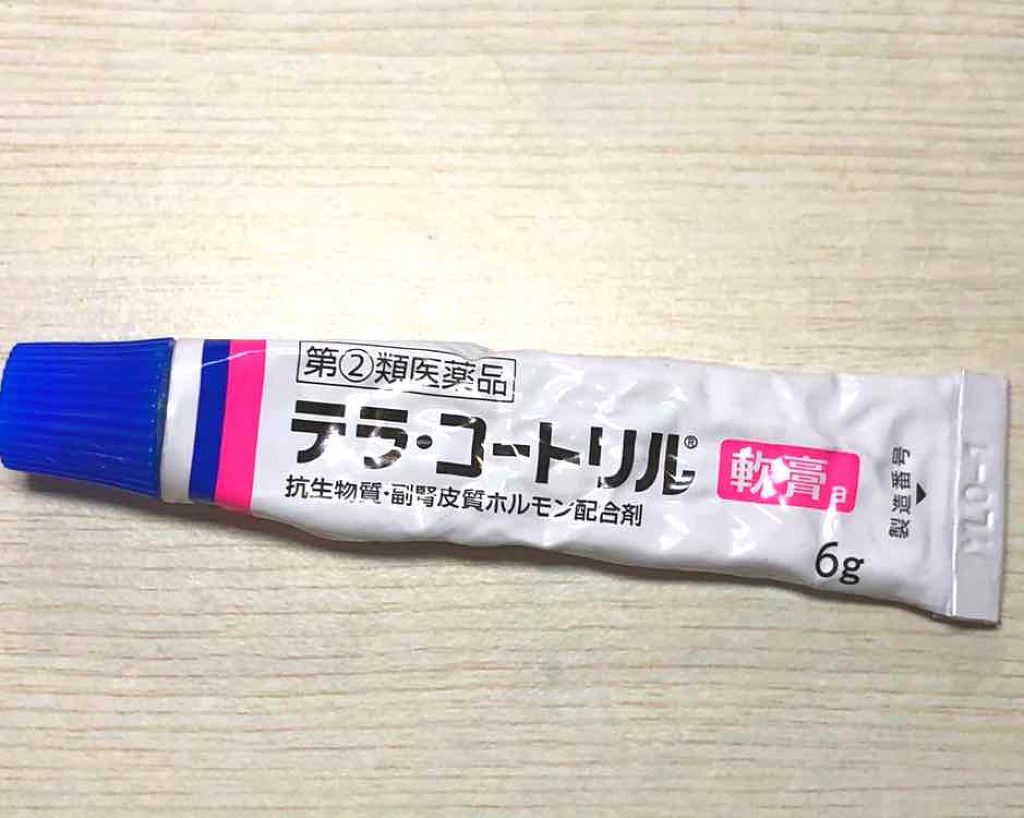 第②類医薬品
テラ・コートリル®
軟膏a
抗生物質・副腎皮質ホルモン配合剤
6g
製造番号